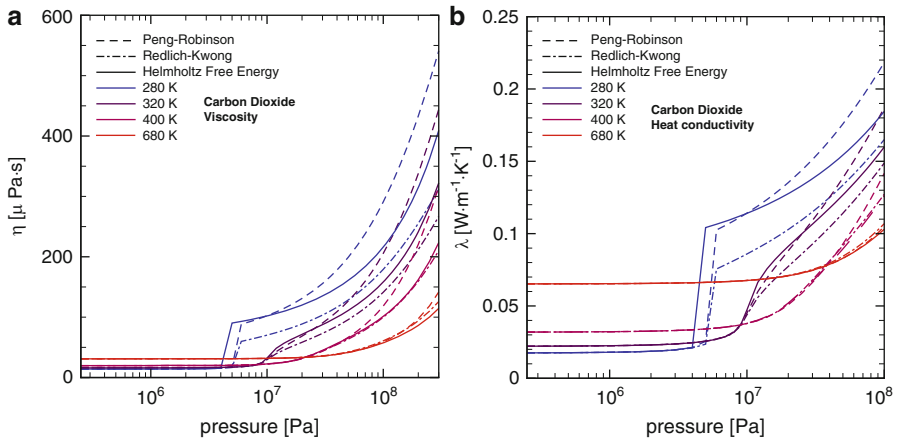 a
600
400
200
0
η [μ Pa·s]
Peng-Robinson
Redlich-Kwong
Helmholtz Free Energy
280 K
320 K
400 K
680 K
Carbon Dioxide
Viscosity
10⁶
10⁷
10⁸
pressure [Pa]
b
0.25
0.2
0.15
0.1
0.05
0
λ [W·m⁻¹·K⁻¹]
Peng-Robinson
Redlich-Kwong
Helmholtz Free Energy
280 K
320 K
400 K
680 K
Carbon Dioxide
Heat conductivity
10⁶
10⁷
10⁸
pressure [Pa]